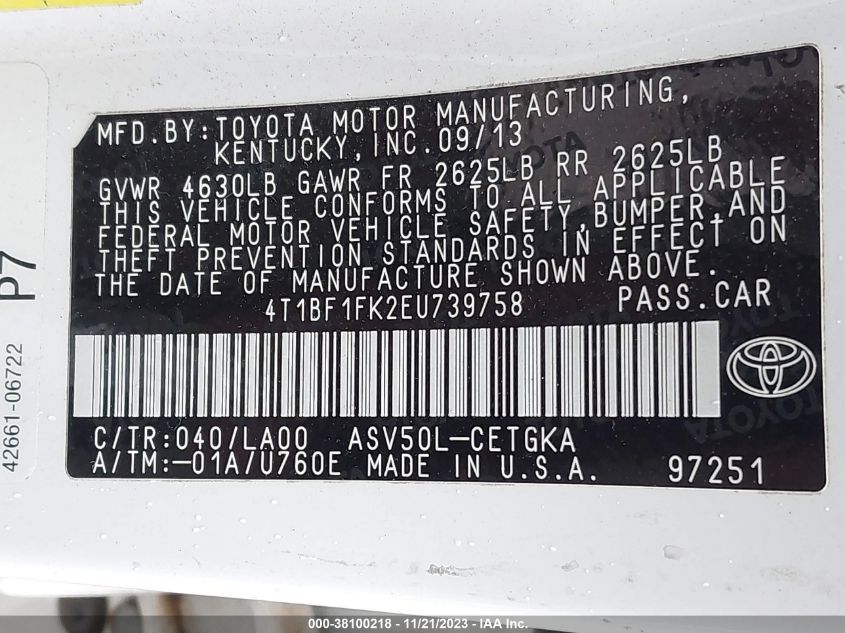 MFD.BY:TOYOTA MOTOR MANUFACTURING,
KENTUCKY,INC.09/13
GVWR 4630LB GAWR FR 2625LB RR 2625LB
THIS VEHICLE CONFORMS TO ALL APPLICABLE
FEDERAL MOTOR VEHICLE SAFETY,BUMPER,AND
THEFT PREVENTION STANDARDS IN EFFECT ON
THE DATE OF MANUFACTURE SHOWN ABOVE.
4T1BF1FK2EU739758 PASS.CAR
C/TR:040/LA00 ASV50L-CETGKA
A/TM:-01A/U760E MADE IN U.S.A. 97251
P7
42661-06722
000-38100218 - 11/21/2023 - IAA Inc.